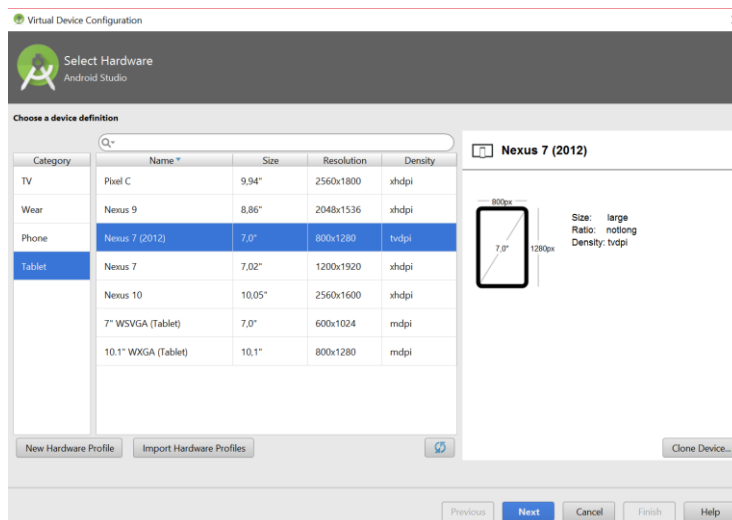 Virtual Device Configuration
Select Hardware
Android Studio
Choose a device definition
Category Name Size Resolution Density
TV
Wear
Phone
Tablet
Pixel C 9,94" 2560x1800 xhdpi
Nexus 9 8,86" 2048x1536 xhdpi
Nexus 7 (2012) 7,0" 800x1280 tvdpi
Nexus 7 7,02" 1200x1920 xhdpi
Nexus 10 10,05" 2560x1600 xhdpi
7" WSVGA (Tablet) 7,0" 600x1024 mdpi
10.1" WXGA (Tablet) 10,1" 800x1280 mdpi
Nexus 7 (2012)
800px
7,0"
1280px
Size: large
Ratio: notlong
Density: tvdpi
New Hardware Profile Import Hardware Profiles Clone Device...
Previous Next Cancel Finish Help